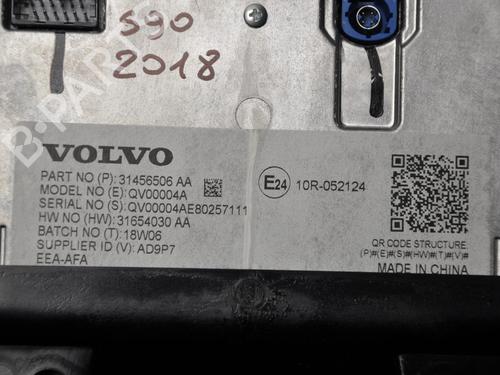 S90
2018
B-PARTS
VOLVO
PART NO (P): 31456506 AA
MODEL NO (E): QV00004A
SERIAL NO (S): QV00004AE80257111
HW NO (HW): 31654030 AA
BATCH NO (T): 18W06
SUPPLIER ID (V): AD9P7
EEA-AFA
E24 10R-052124
QR CODE STRUCTURE:
(P)#(E)#(S)#(HW)#(T)#(V)#
MADE IN CHINA